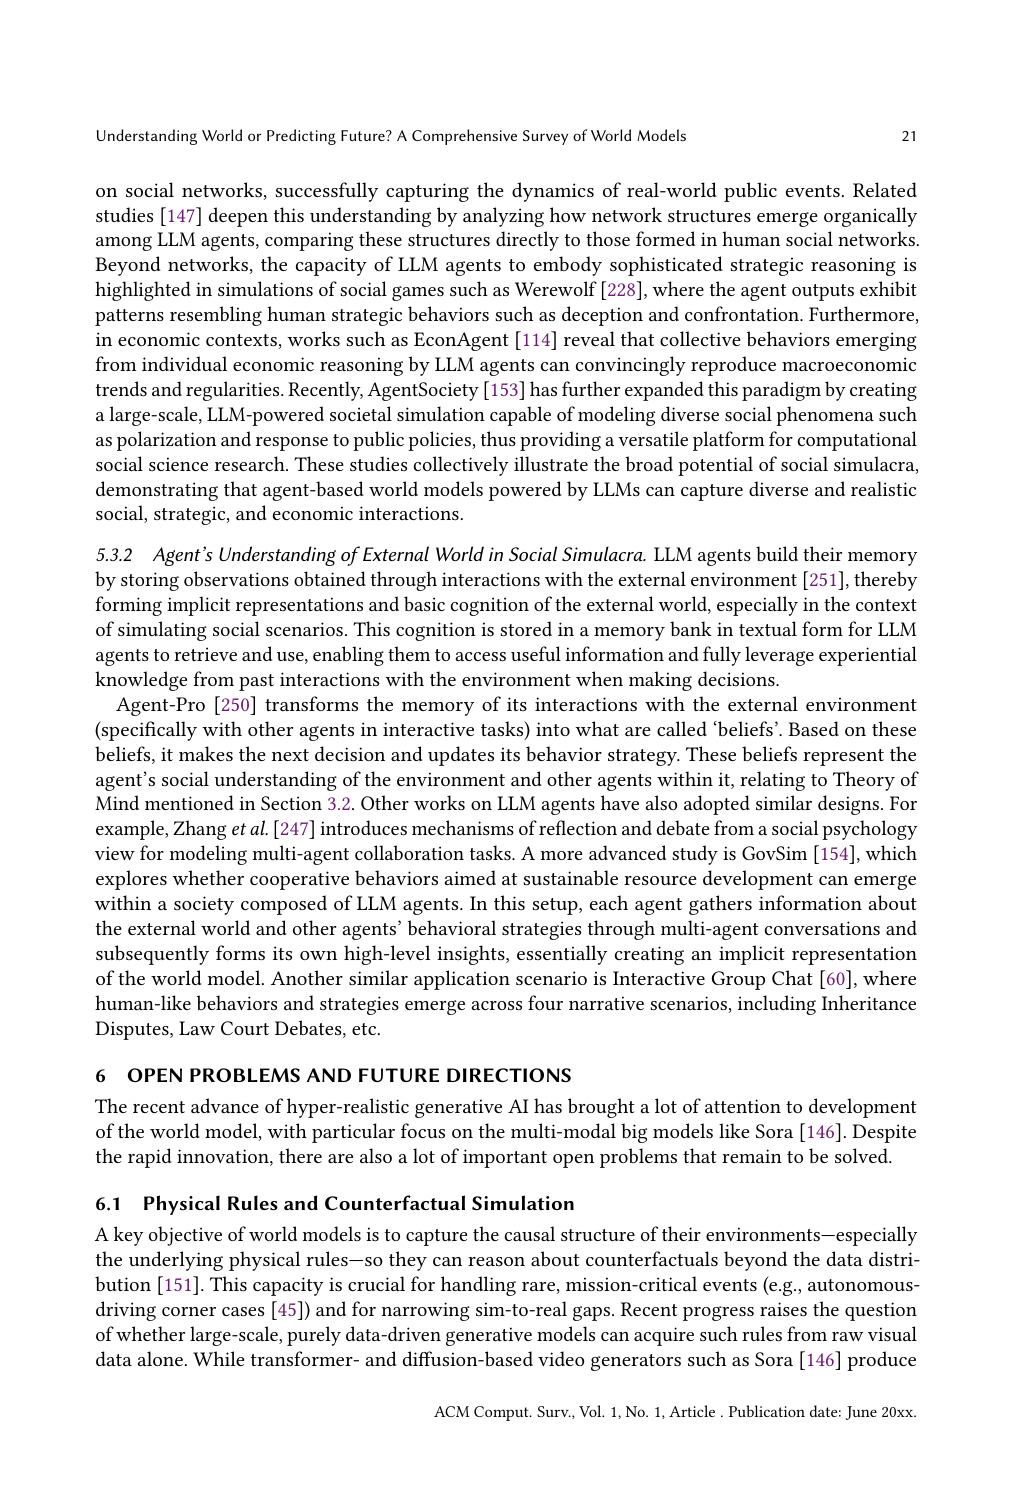 Understanding World or Predicting Future? A Comprehensive Survey of World Models 21
on social networks, successfully capturing the dynamics of real-world public events. Related
studies [147] deepen this understanding by analyzing how network structures emerge organically
among LLM agents, comparing these structures directly to those formed in human social networks.
Beyond networks, the capacity of LLM agents to embody sophisticated strategic reasoning is
highlighted in simulations of social games such as Werewolf [228], where the agent outputs exhibit
patterns resembling human strategic behaviors such as deception and confrontation. Furthermore,
in economic contexts, works such as EconAgent [114] reveal that collective behaviors emerging
from individual economic reasoning by LLM agents can convincingly reproduce macroeconomic
trends and regularities. Recently, AgentSociety [153] has further expanded this paradigm by creating
a large-scale, LLM-powered societal simulation capable of modeling diverse social phenomena such
as polarization and response to public policies, thus providing a versatile platform for computational
social science research. These studies collectively illustrate the broad potential of social simulacra,
demonstrating that agent-based world models powered by LLMs can capture diverse and realistic
social, strategic, and economic interactions.
5.3.2 Agent's Understanding of External World in Social Simulacra. LLM agents build their memory
by storing observations obtained through interactions with the external environment [251], thereby
forming implicit representations and basic cognition of the external world, especially in the context
of simulating social scenarios. This cognition is stored in a memory bank in textual form for LLM
agents to retrieve and use, enabling them to access useful information and fully leverage experiential
knowledge from past interactions with the environment when making decisions.
Agent-Pro [250] transforms the memory of its interactions with the external environment
(specifically with other agents in interactive tasks) into what are called ‘beliefs’. Based on these
beliefs, it makes the next decision and updates its behavior strategy. These beliefs represent the
agent's social understanding of the environment and other agents within it, relating to Theory of
Mind mentioned in Section 3.2. Other works on LLM agents have also adopted similar designs. For
example, Zhang et al. [247] introduces mechanisms of reflection and debate from a social psychology
view for modeling multi-agent collaboration tasks. A more advanced study is GovSim [154], which
explores whether cooperative behaviors aimed at sustainable resource development can emerge
within a society composed of LLM agents. In this setup, each agent gathers information about
the external world and other agents' behavioral strategies through multi-agent conversations and
subsequently forms its own high-level insights, essentially creating an implicit representation
of the world model. Another similar application scenario is Interactive Group Chat [60], where
human-like behaviors and strategies emerge across four narrative scenarios, including Inheritance
Disputes, Law Court Debates, etc.
6 OPEN PROBLEMS AND FUTURE DIRECTIONS
The recent advance of hyper-realistic generative AI has brought a lot of attention to development
of the world model, with particular focus on the multi-modal big models like Sora [146]. Despite
the rapid innovation, there are also a lot of important open problems that remain to be solved.
6.1 Physical Rules and Counterfactual Simulation
A key objective of world models is to capture the causal structure of their environments—especially
the underlying physical rules—so they can reason about counterfactuals beyond the data distri-
bution [151]. This capacity is crucial for handling rare, mission-critical events (e.g., autonomous-
driving corner cases [45]) and for narrowing sim-to-real gaps. Recent progress raises the question
of whether large-scale, purely data-driven generative models can acquire such rules from raw visual
data alone. While transformer- and diffusion-based video generators such as Sora [146] produce
ACM Comput. Surv., Vol. 1, No. 1, Article . Publication date: June 20xx.